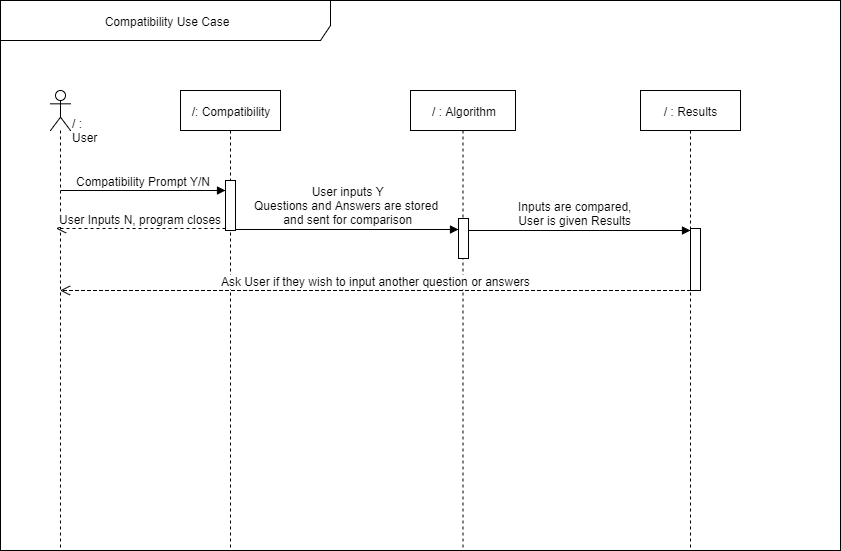 Compatibility Use Case
/ :
User
/: Compatibility
/ : Algorithm
/ : Results
Compatibility Prompt Y/N
User inputs Y
Questions and Answers are stored
and sent for comparison
User Inputs N, program closes
Inputs are compared,
User is given Results
Ask User if they wish to input another question or answers